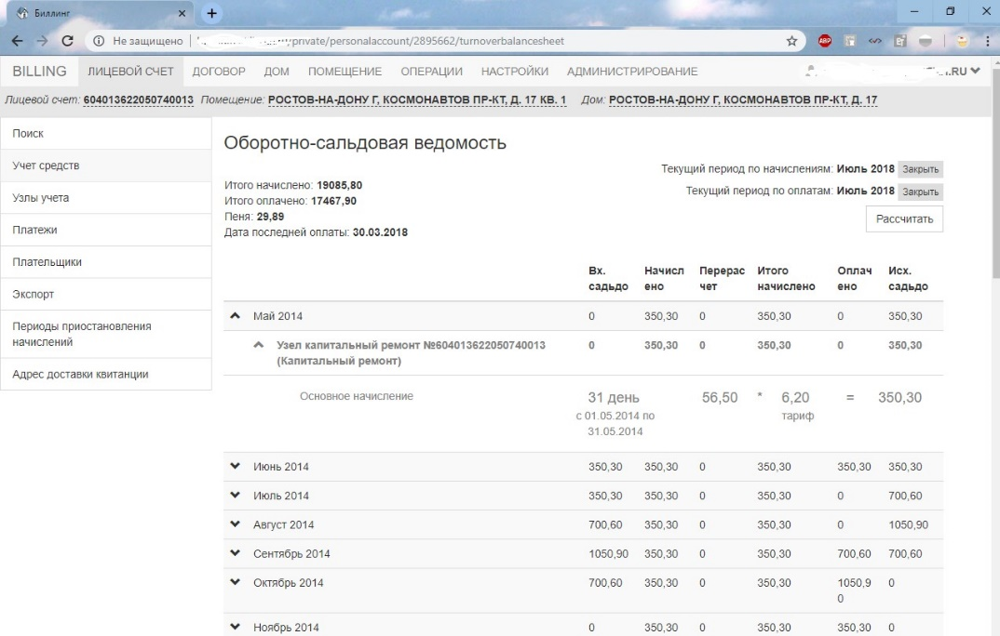 Биллинг
Не защищено
/private/personalaccount/2895662/turnoverbalancesheet
ABP
BILLING ЛИЦЕВОЙ СЧЕТ ДОГОВОР ДОМ ПОМЕЩЕНИЕ ОПЕРАЦИИ НАСТРОЙКИ АДМИНИСТРИРОВАНИЕ .RU
Лицевой счет: 604013622050740013 Помещение: РОСТОВ-НА-ДОНУ Г, КОСМОНАВТОВ ПР-КТ, Д. 17 КВ. 1 Дом: РОСТОВ-НА-ДОНУ Г, КОСМОНАВТОВ ПР-КТ, Д. 17
Поиск
Учет средств
Узлы учета
Платежи
Плательщики
Экспорт
Периоды приостановления
начислений
Адрес доставки квитанции
Оборотно-сальдовая ведомость
Текущий период по начислениям: Июль 2018 Закрыть
Текущий период по оплатам: Июль 2018 Закрыть
Рассчитать
Итого начислено: 19085,80
Итого оплачено: 17467,90
Пеня: 29,89
Дата последней оплаты: 30.03.2018
Вх. Начисл Перерас Итого Оплач Исх.
садьдо ено чет начислено ено садьдо
Май 2014 0 350,30 0 350,30 0 350,30
Узел капитальный ремонт №604013622050740013 0 350,30 0 350,30 0 350,30
(Капитальный ремонт)
Основное начисление 31 день 56,50 * 6,20 = 350,30
с 01.05.2014 по тариф
31.05.2014
Июнь 2014 350,30 350,30 0 350,30 350,30 350,30
Июль 2014 350,30 350,30 0 350,30 0 700,60
Август 2014 700,60 350,30 0 350,30 0 1050,90
Сентябрь 2014 1050,90 350,30 0 350,30 700,60 700,60
Октябрь 2014 700,60 350,30 0 350,30 1050,9 0
0
Ноябрь 2014 0 350,30 0 350,30 350,30 0